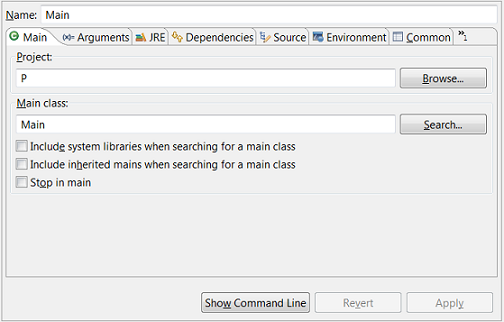 Name: Main
Main (x)= Arguments JRE Dependencies Source Environment Common »1
Project:
P
Browse...
Main class:
Main
Search...
Include system libraries when searching for a main class
Include inherited mains when searching for a main class
Stop in main
Show Command Line Revert Apply